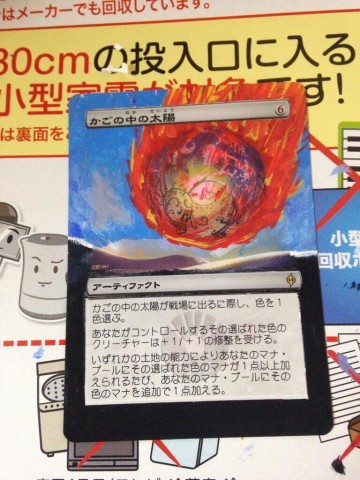 はメーカーでも回収しています。
30cmの投入口に入る
小型家電が対象です!
は裏面をお
かごの中の太陽
6
小型
回収
アーティファクト
かごの中の太陽が戦場に出るに際し、色を1
色選ぶ。
あなたがコントロールするその選ばれた色の
クリーチャーは+1/+1の修整を受ける。
いずれかの土地の能力によりあなたのマナ・
プールにその選ばれた色のマナが1点以上加
えられるたび、あなたのマナ・プールにその
色のマナを追加で1点加える。